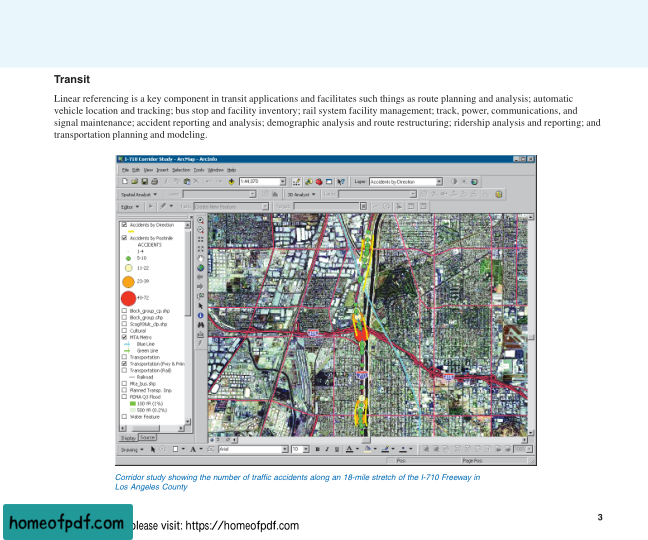 Transit
Linear referencing is a key component in transit applications and facilitates such things as route planning and analysis; automatic
vehicle location and tracking; bus stop and facility inventory; rail system facility management; track, power, communications, and
signal maintenance; accident reporting and analysis; demographic analysis and route restructuring; ridership analysis and reporting; and
transportation planning and modeling.
I-710 Corridor Study - ArcMap - ArcInfo
File Edit View Insert Selection Tools Window Help
1:44,870
Layer: Accidents by Direction
Spatial Analyst
3D Analyst
Editor
Create New Feature
Accidents by Direction
Accidents by Postmile
ACCIDENTS
1-4
5-10
11-22
23-39
40-72
Block_group_cp.shp
Block_group.shp
Cultural
MTA Metro
Blue Line
Green Line
Transportation
Transportation (Fwy & Prim
Transportation (Rail)
Railroad
Mta_bus.shp
Planned Transp. Imp.
FEMA Q3 Flood
100 YR (1%)
500 YR (0.2%)
Water Feature
Display Source
Drawing
Arial
10
B I U A
Corridor study showing the number of traffic accidents along an 18-mile stretch of the I-710 Freeway in
Los Angeles County
3
homeofpdf.com
please visit: https://homeofpdf.com